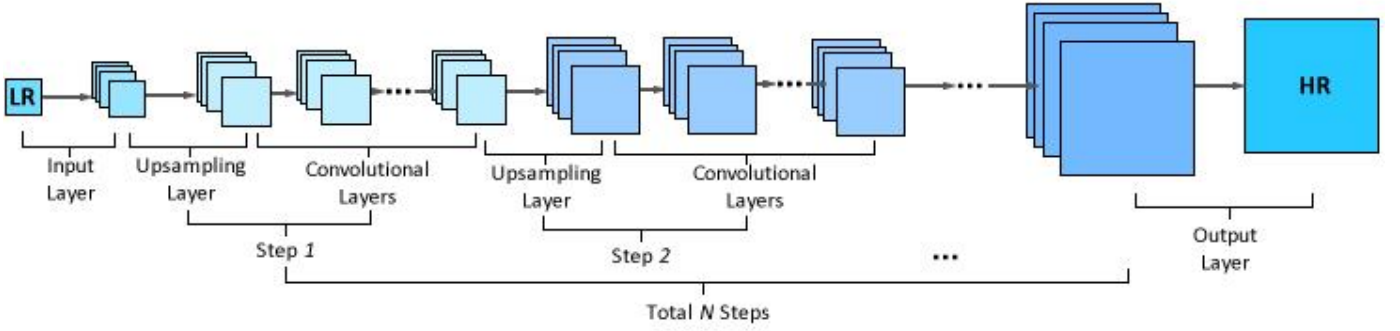 LR
HR
Input
Layer
Upsampling
Layer
Convolutional
Layers
Upsampling
Layer
Convolutional
Layers
Output
Layer
Step 1
Step 2
...
Total N Steps